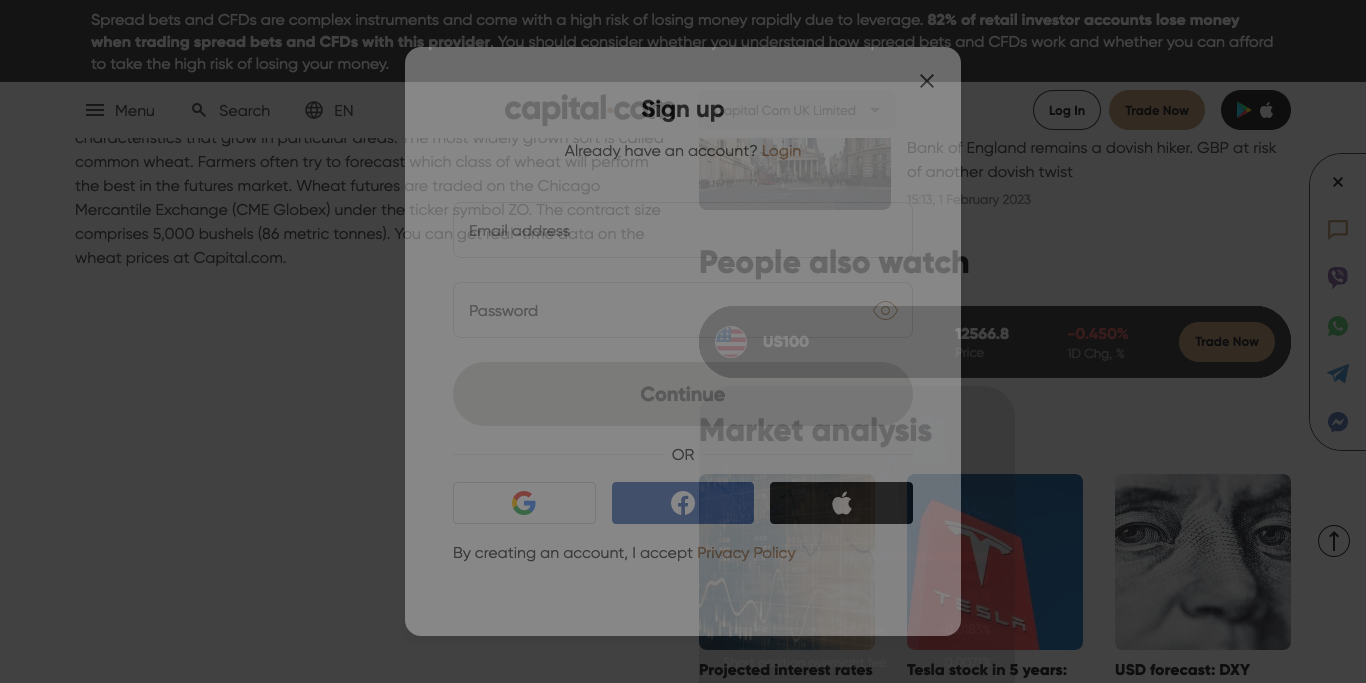 Spread bets and CFDs are complex instruments and come with a high risk of losing money rapidly due to leverage. 82% of retail investor accounts lose money
when trading spread bets and CFDs with this provider. You should consider whether you understand how spread bets and CFDs work and whether you can afford
to take the high risk of losing your money.
Menu
Search
EN
capital.co
Capital Com UK Limited
Log In
Trade Now
Sign up
Already have an account? Login
Email address
Password
Continue
OR
By creating an account, I accept Privacy Policy
characteristics that grow in particular areas. The most widely grown sort is called
common wheat. Farmers often try to forecast which class of wheat will perform
the best in the futures market. Wheat futures are traded on the Chicago
Mercantile Exchange (CME Globex) under the ticker symbol ZO. The contract size
comprises 5,000 bushels (86 metric tonnes). You can get real-time data on the
wheat prices at Capital.com.
Bank of England remains a dovish hiker. GBP at risk
of another dovish twist
15:13, 1 February 2023
People also watch
US100
12566.8
Price
-0.450%
1D Chg, %
Trade Now
Market analysis
TESLA
Projected interest rates
Tesla stock in 5 years:
USD forecast: DXY